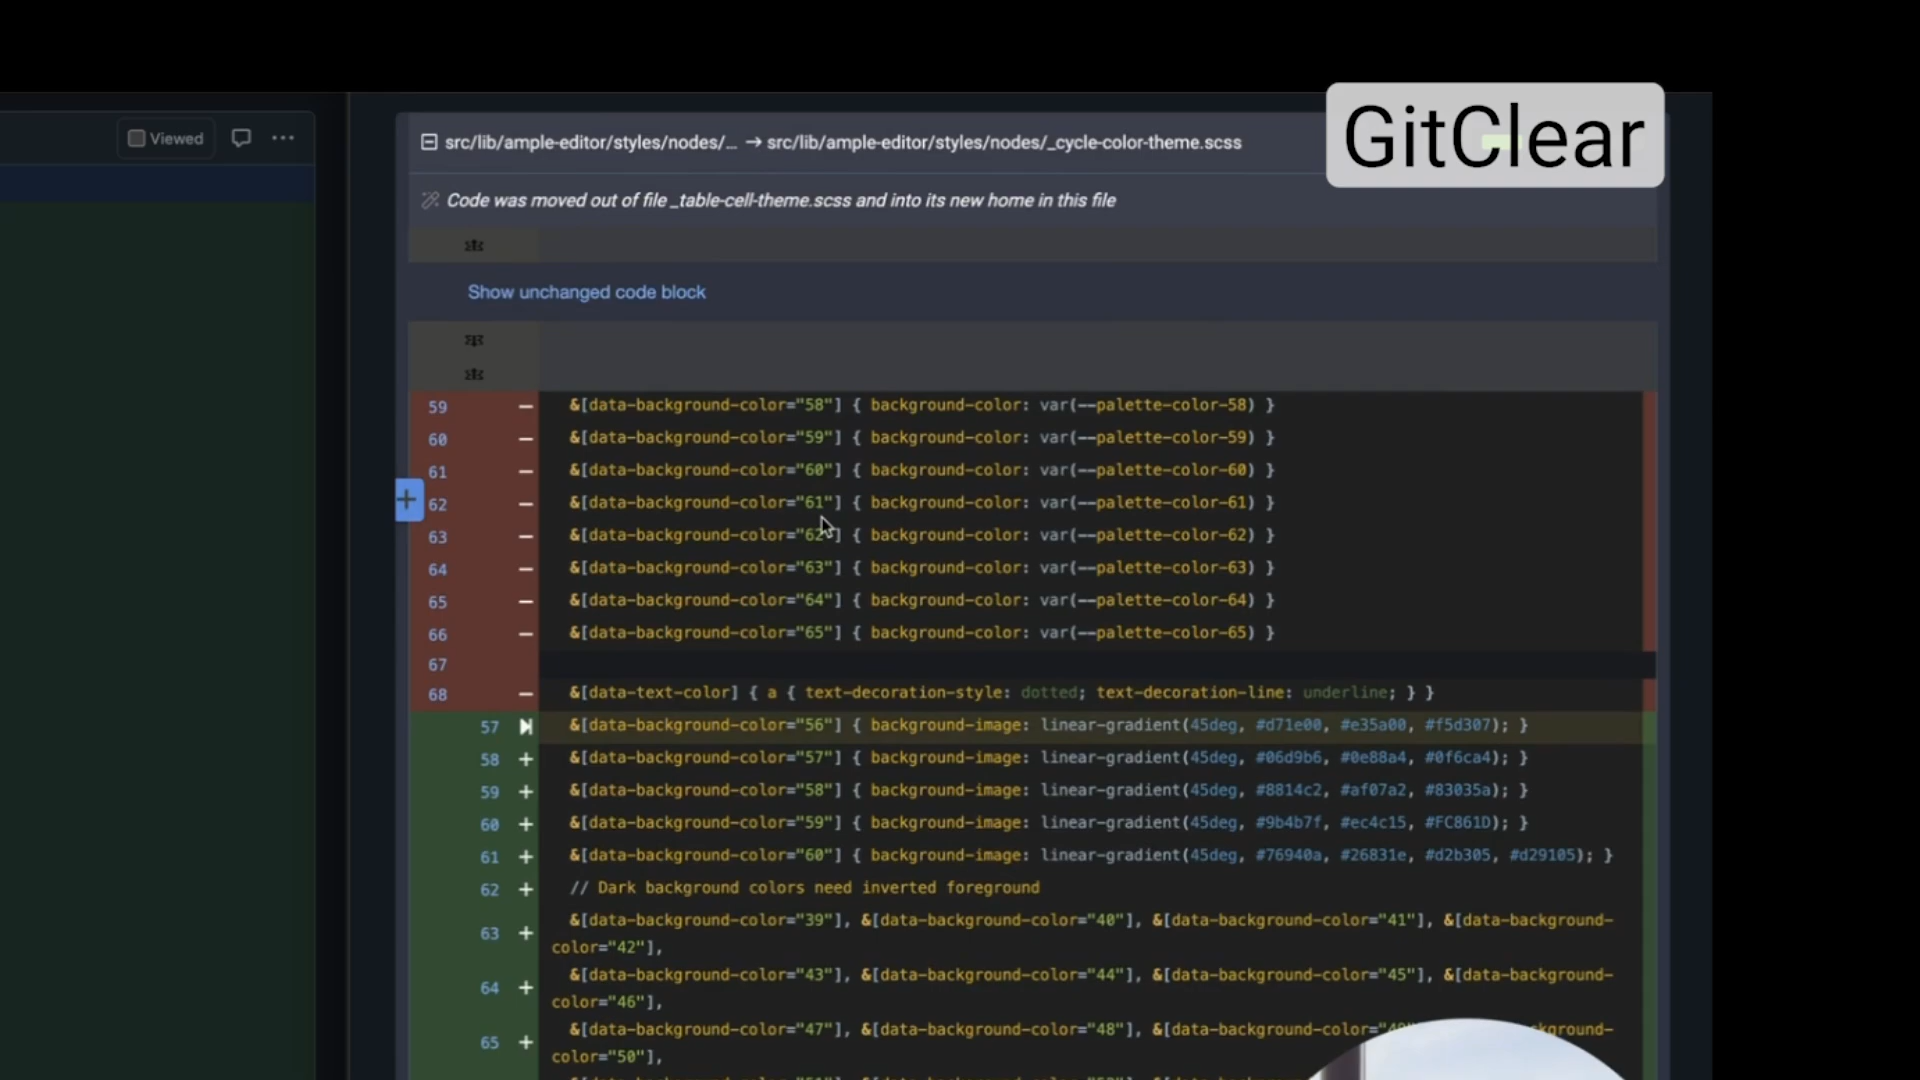 GitClear
Viewed
src/lib/ample-editor/styles/nodes/... → src/lib/ample-editor/styles/nodes/_cycle-color-theme.scss
Code was moved out of file _table-cell-theme.scss and into its new home in this file
Show unchanged code block
59 − &[data-background-color="58"] { background-color: var(--palette-color-58) }
60 − &[data-background-color="59"] { background-color: var(--palette-color-59) }
61 − &[data-background-color="60"] { background-color: var(--palette-color-60) }
+ 62 − &[data-background-color="61"] { background-color: var(--palette-color-61) }
63 − &[data-background-color="62"] { background-color: var(--palette-color-62) }
64 − &[data-background-color="63"] { background-color: var(--palette-color-63) }
65 − &[data-background-color="64"] { background-color: var(--palette-color-64) }
66 − &[data-background-color="65"] { background-color: var(--palette-color-65) }
67
68 − &[data-text-color] { a { text-decoration-style: dotted; text-decoration-line: underline; } }
57 &[data-background-color="56"] { background-image: linear-gradient(45deg, #d71e00, #e35a00, #f5d307); }
58 + &[data-background-color="57"] { background-image: linear-gradient(45deg, #06d9b6, #0e88a4, #0f6ca4); }
59 + &[data-background-color="58"] { background-image: linear-gradient(45deg, #8814c2, #af07a2, #83035a); }
60 + &[data-background-color="59"] { background-image: linear-gradient(45deg, #9b4b7f, #ec4c15, #FC861D); }
61 + &[data-background-color="60"] { background-image: linear-gradient(45deg, #76940a, #26831e, #d2b305, #d29105); }
62 + // Dark background colors need inverted foreground
63 + &[data-background-color="39"], &[data-background-color="40"], &[data-background-color="41"], &[data-background-
color="42"],
64 + &[data-background-color="43"], &[data-background-color="44"], &[data-background-color="45"], &[data-background-
color="46"],
65 + &[data-background-color="47"], &[data-background-color="48"], &[data-background-color=
color="50"],